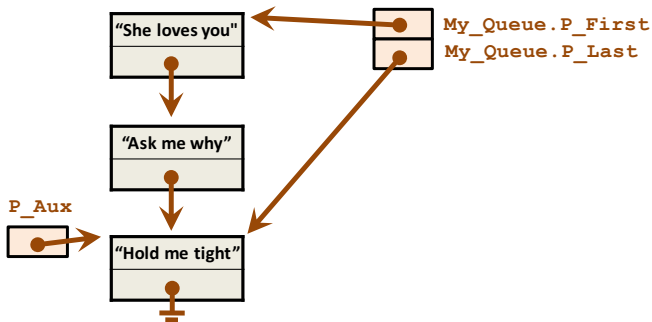 “She loves you"
My_Queue.P_First
My_Queue.P_Last
“Ask me why”
P_Aux
“Hold me tight”